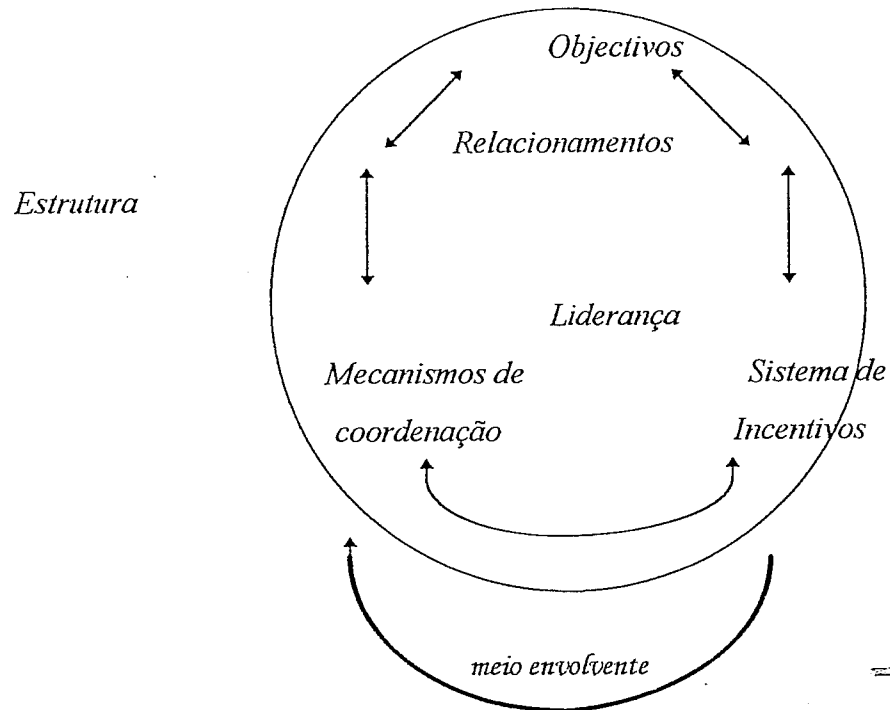 Objectivos
Relacionamentos
Estrutura
Liderança
Mecanismos de
coordenação
Sistema de
Incentivos
meio envolvente